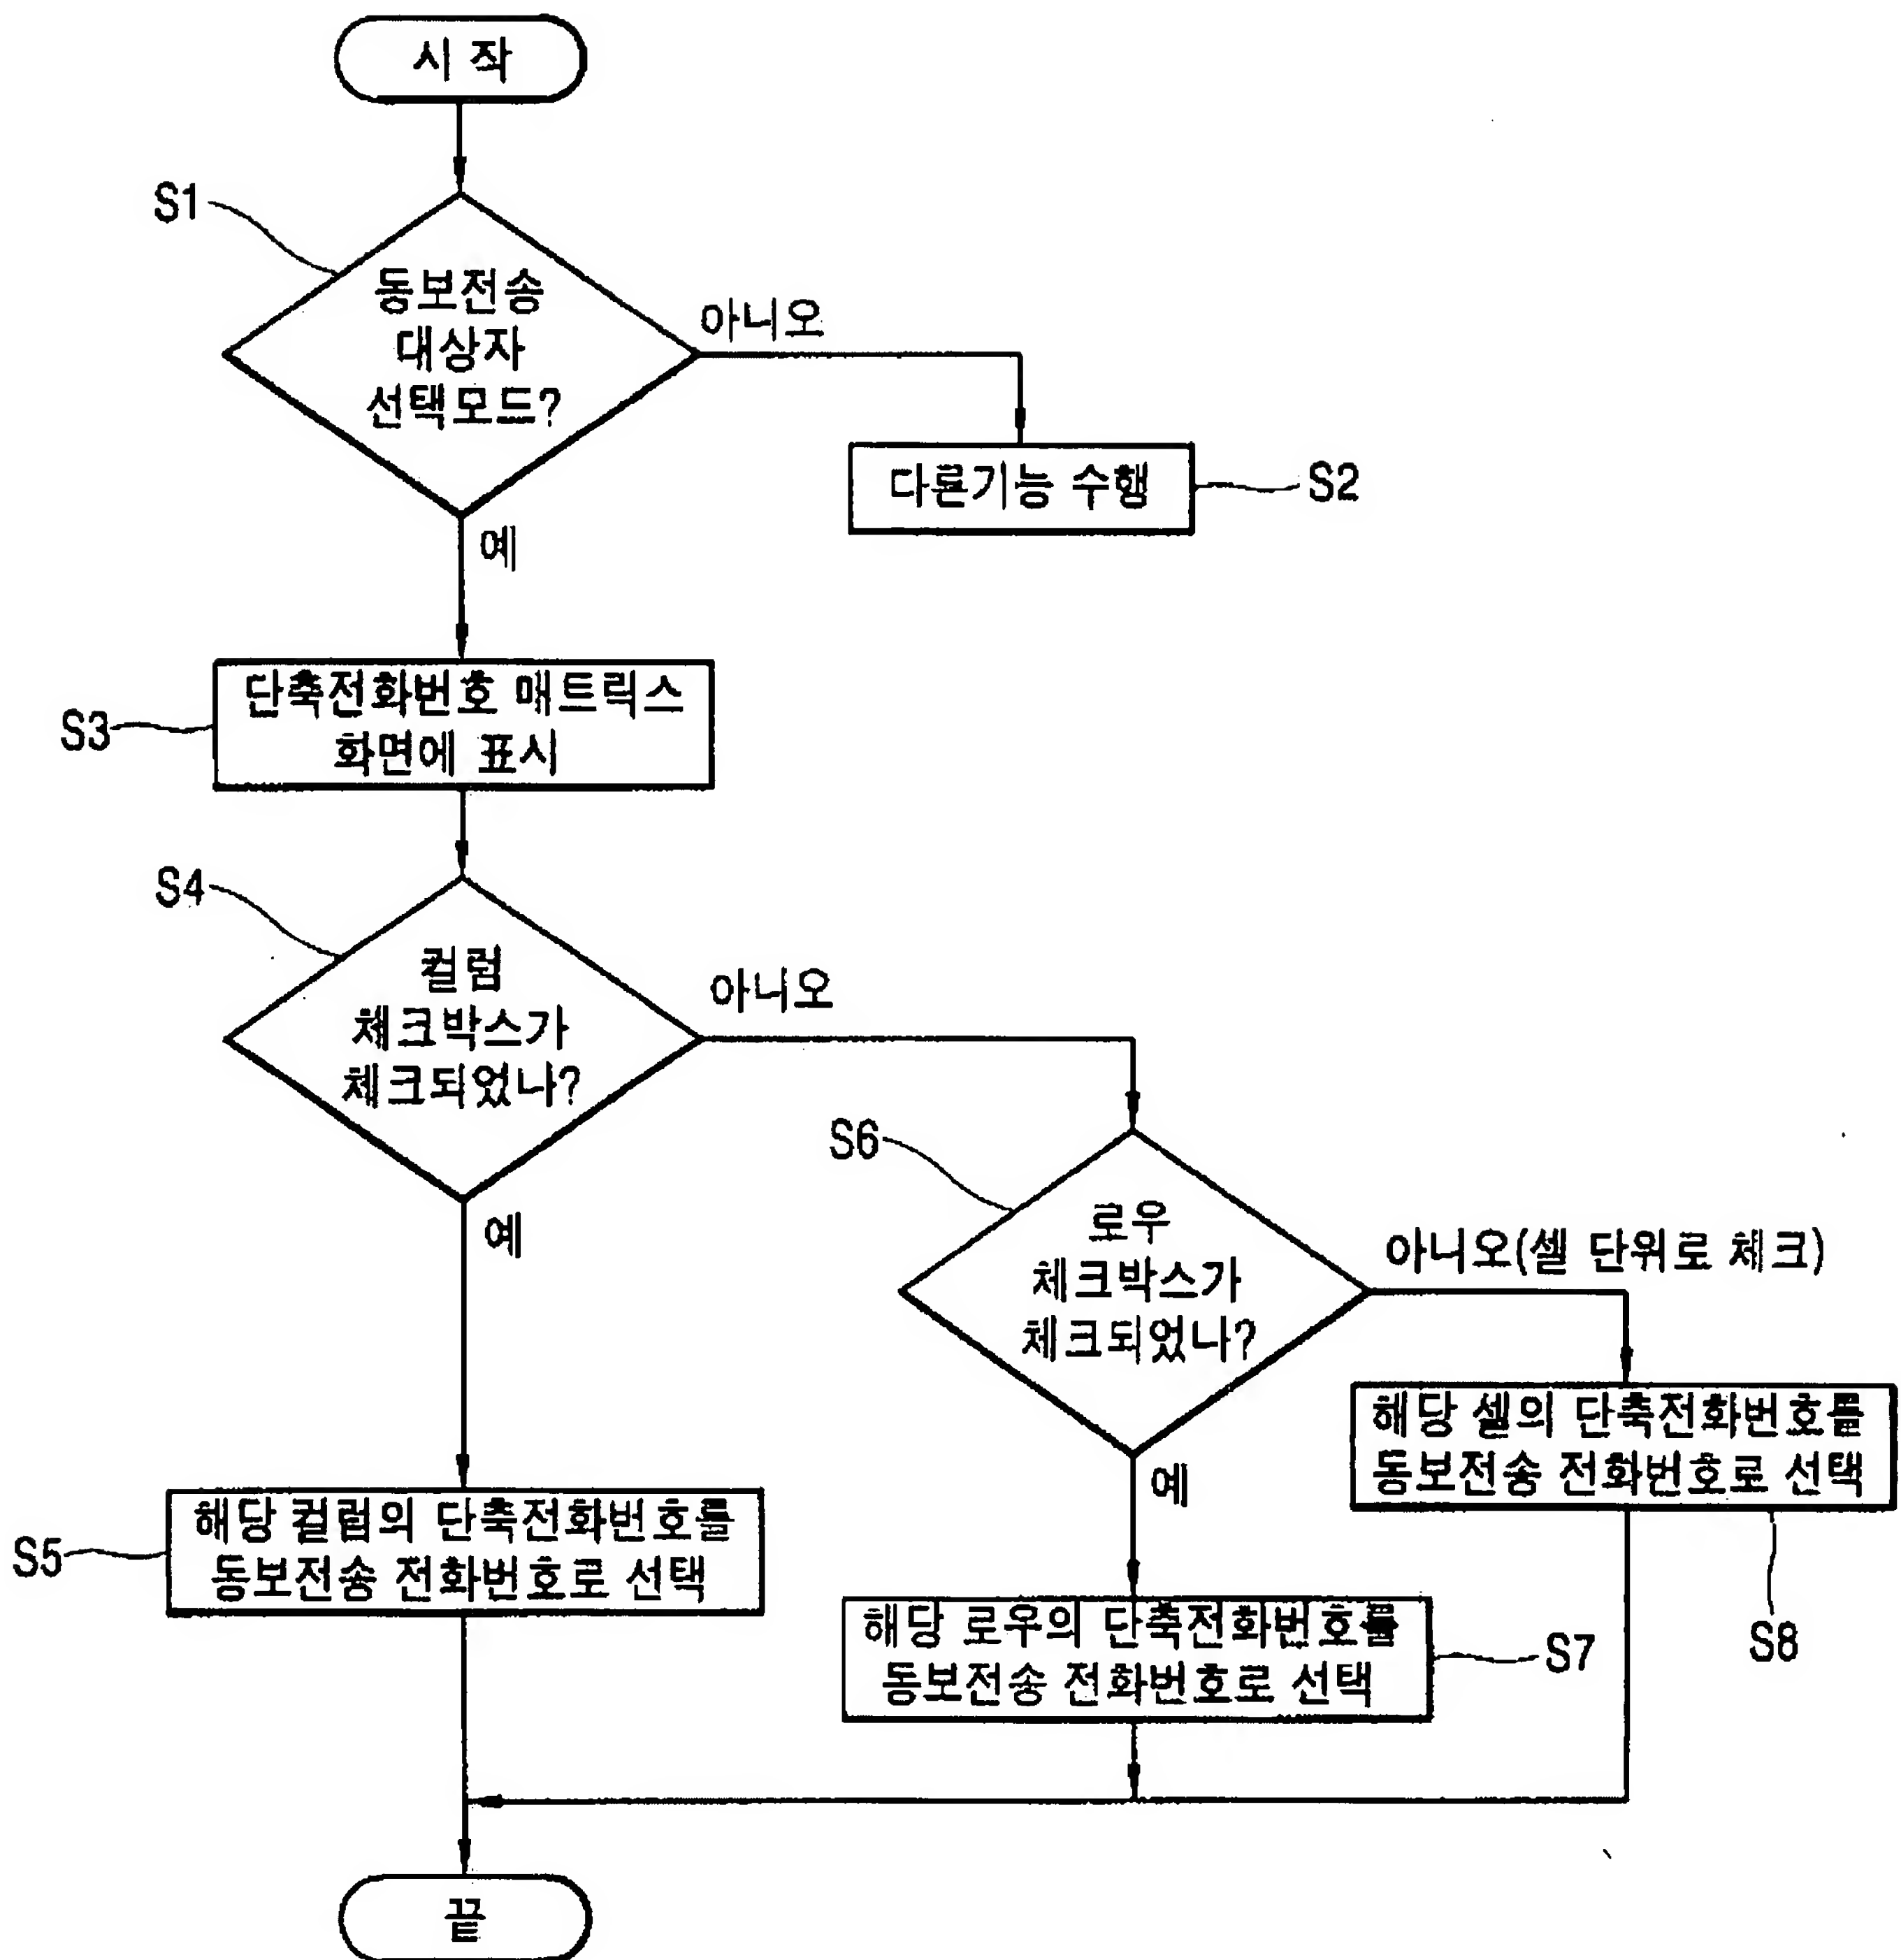 시 작
S1
동보전송
대상자
선택모드?
아니오
다른기능 수행
S2
예
S3
단축전화번호 매트릭스
화면에 표시
S4
컬럼
체크박스가
체크되었나?
아니오
예
S6
로우
체크박스가
체크되었나?
아니오(셀 단위로 체크)
예
해당 셀의 단축전화번호를
동보전송 전화번호로 선택
S8
S5
해당 컬럼의 단축전화번호를
동보전송 전화번호로 선택
해당 로우의 단축전화번호를
동보전송 전화번호로 선택
S7
끝